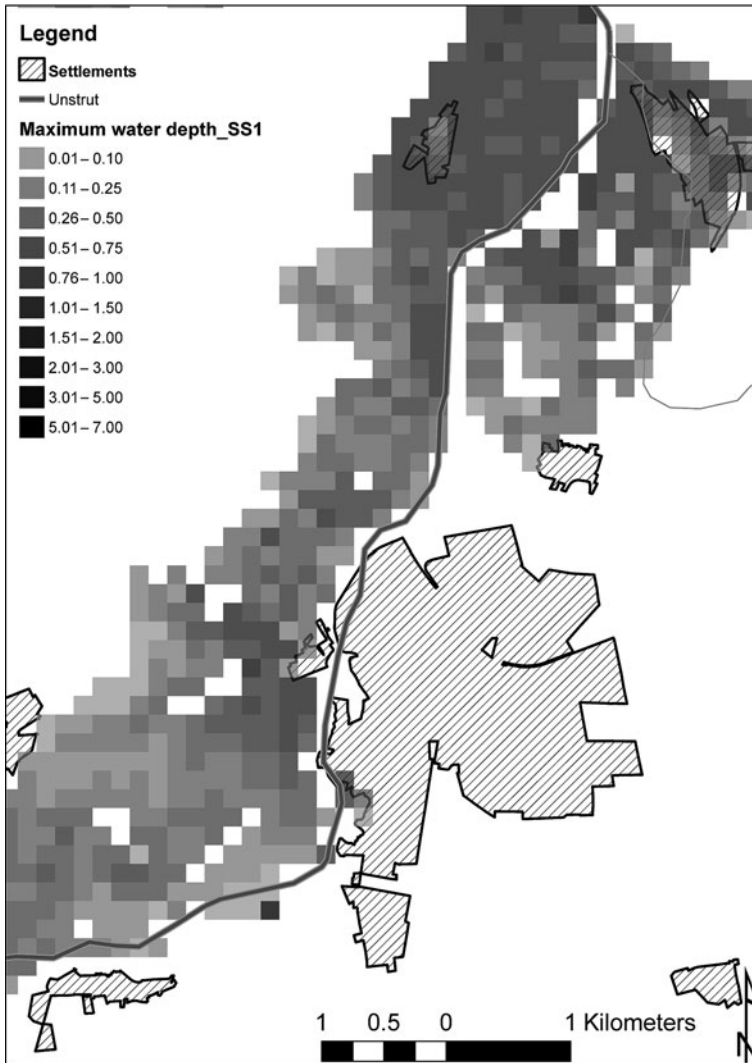 Legend
Settlements
Unstrut
Maximum water depth_SS1
0.01 – 0.10
0.11 – 0.25
0.26 – 0.50
0.51 – 0.75
0.76 – 1.00
1.01 – 1.50
1.51 – 2.00
2.01 – 3.00
3.01 – 5.00
5.01 – 7.00
1 0.5 0 1 Kilometers
N